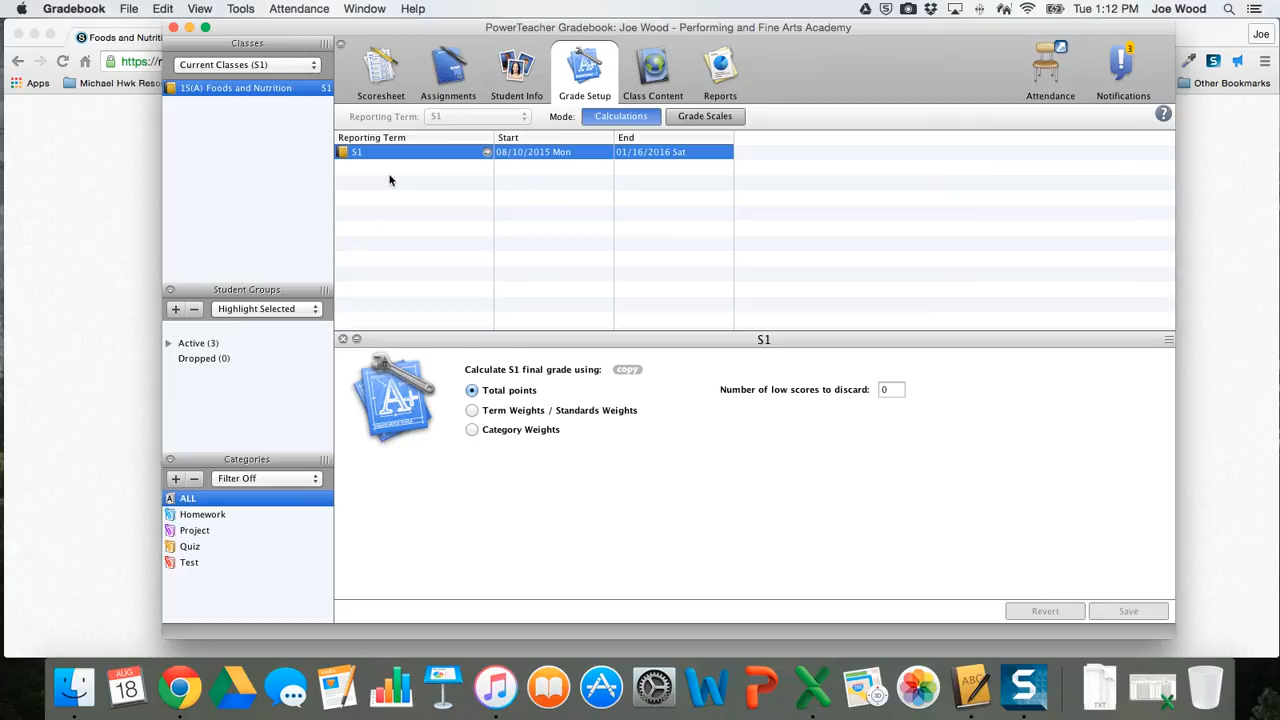 Gradebook File Edit View Tools Attendance Window Help
Tue 1:12 PM Joe Wood
Foods and Nutriti
Joe
https://n
Apps Michael Hwk Resou
Other Bookmarks
PowerTeacher Gradebook: Joe Wood - Performing and Fine Arts Academy
Classes
Current Classes (S1)
1S(A) Foods and Nutrition S1
Scoresheet Assignments Student Info Grade Setup Class Content Reports Attendance Notifications
3
Reporting Term: S1 Mode: Calculations Grade Scales
?
Reporting Term Start End
S1 08/10/2015 Mon 01/16/2016 Sat
Student Groups
+ − Highlight Selected
Active (3)
Dropped (0)
S1
Calculate S1 final grade using: copy
Total points
Term Weights / Standards Weights
Category Weights
Number of low scores to discard: 0
A+
Categories
+ − Filter Off
A ALL
Homework
Project
Quiz
Test
Revert Save
AUG
18
ABC
3D
TXT